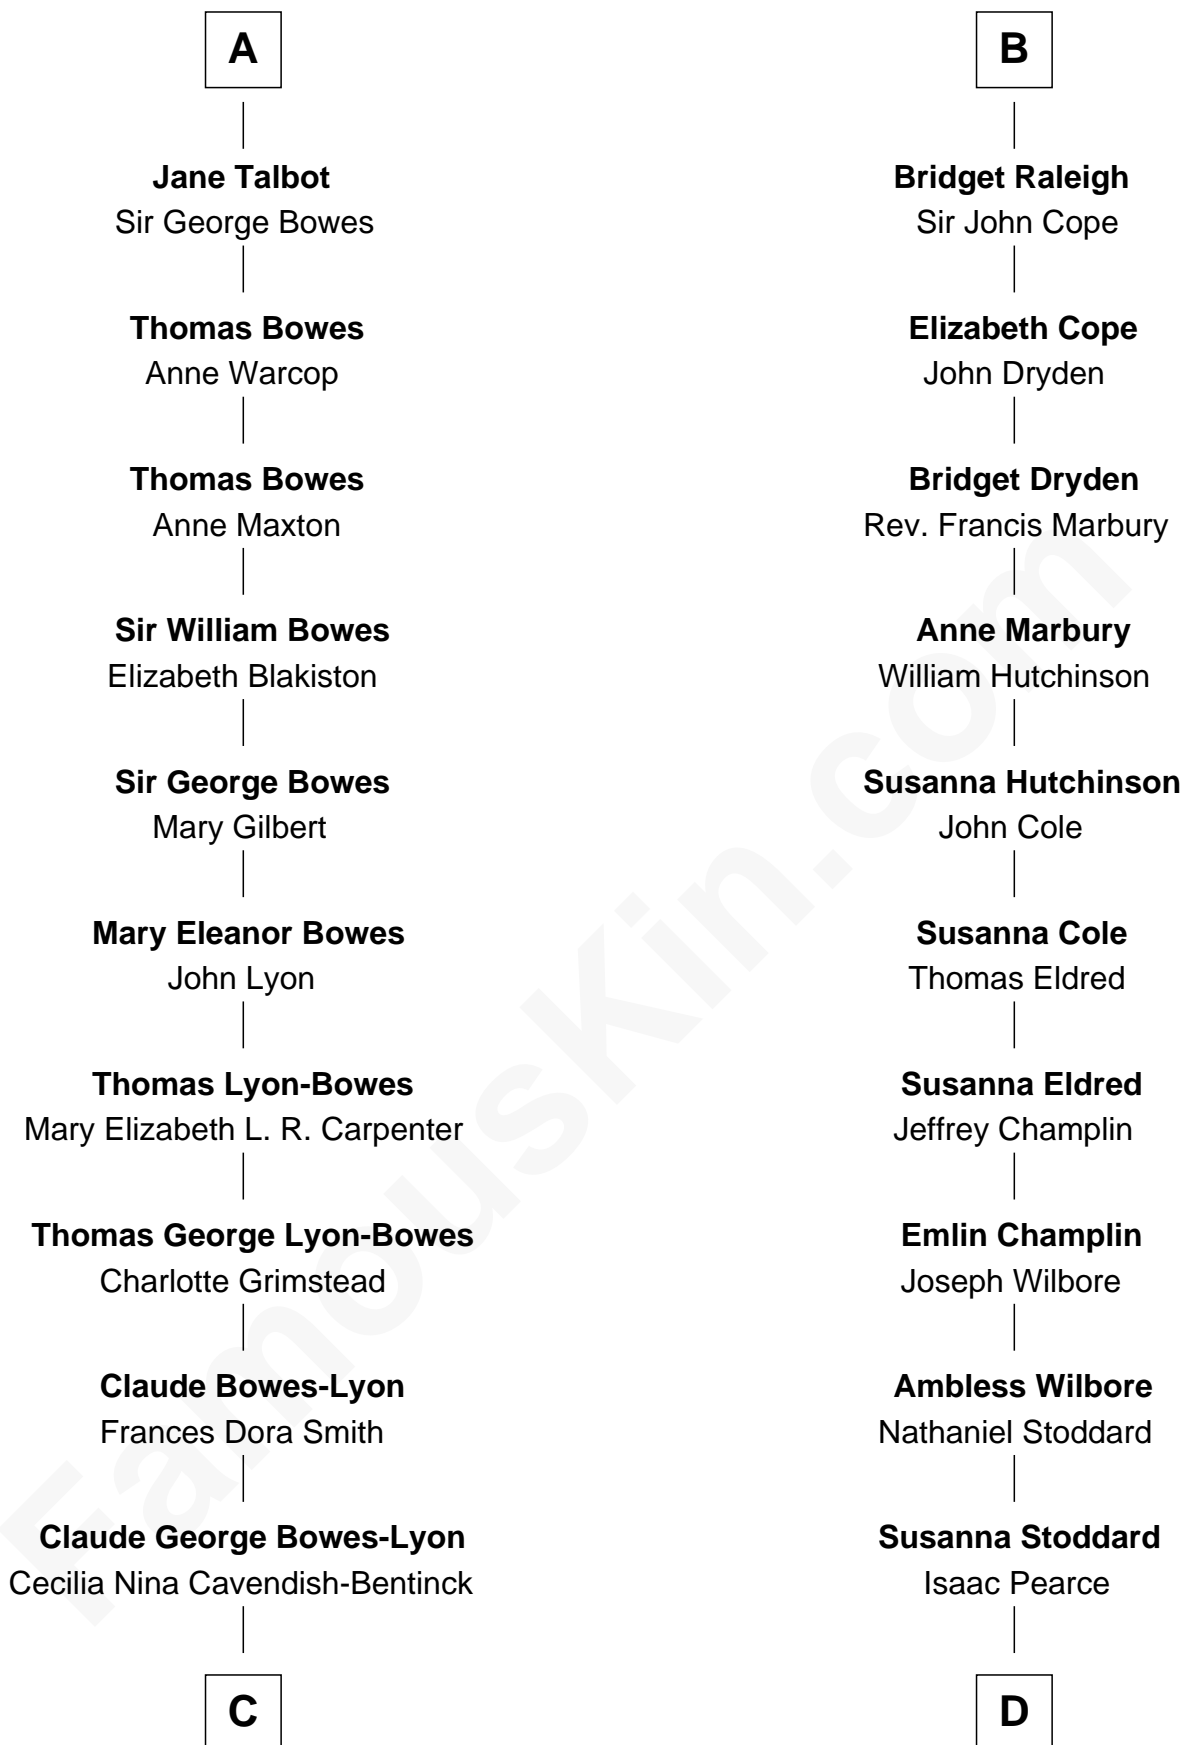 A
Jane Talbot
Sir George Bowes
Thomas Bowes
Anne Warcop
Thomas Bowes
Anne Maxton
Sir William Bowes
Elizabeth Blakiston
Sir George Bowes
Mary Gilbert
Mary Eleanor Bowes
John Lyon
Thomas Lyon-Bowes
Mary Elizabeth L. R. Carpenter
Thomas George Lyon-Bowes
Charlotte Grimstead
Claude Bowes-Lyon
Frances Dora Smith
Claude George Bowes-Lyon
Cecilia Nina Cavendish-Bentinck
C
B
Bridget Raleigh
Sir John Cope
Elizabeth Cope
John Dryden
Bridget Dryden
Rev. Francis Marbury
Anne Marbury
William Hutchinson
Susanna Hutchinson
John Cole
Susanna Cole
Thomas Eldred
Susanna Eldred
Jeffrey Champlin
Emlin Champlin
Joseph Wilbore
Ambless Wilbore
Nathaniel Stoddard
Susanna Stoddard
Isaac Pearce
D
FamousKin.com